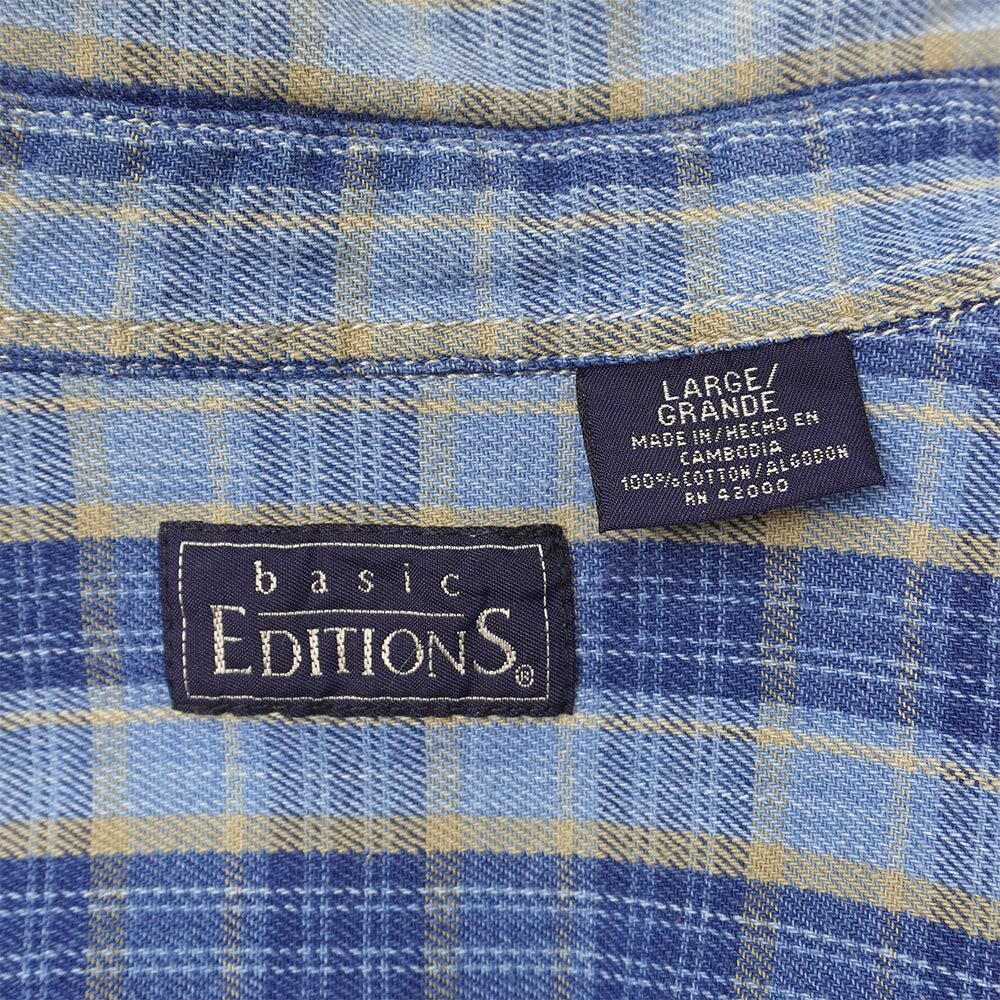 LARGE/
GRANDE
MADE IN/HECHO EN
CAMBODIA
100% COTTON/ALGODON
RN 42000
basic
EDITIONS®